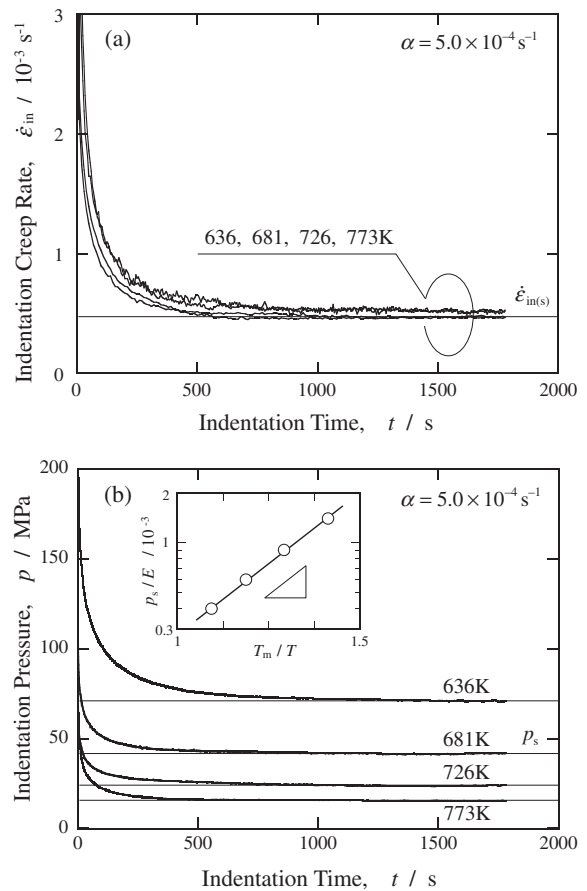 (a)
α = 5.0 × 10⁻⁴ s⁻¹
3
2
1
0
636, 681, 726, 773K
ε̇in(s)
Indentation Creep Rate, ε̇in / 10⁻³ s⁻¹
0 500 1000 1500 2000
Indentation Time, t / s
(b)
α = 5.0 × 10⁻⁴ s⁻¹
200
150
100
50
0
Indentation Pressure, p / MPa
2
1
0.3
ps / E / 10⁻³
1 1.5
Tm / T
636K
681K
ps
726K
773K
0 500 1000 1500 2000
Indentation Time, t / s